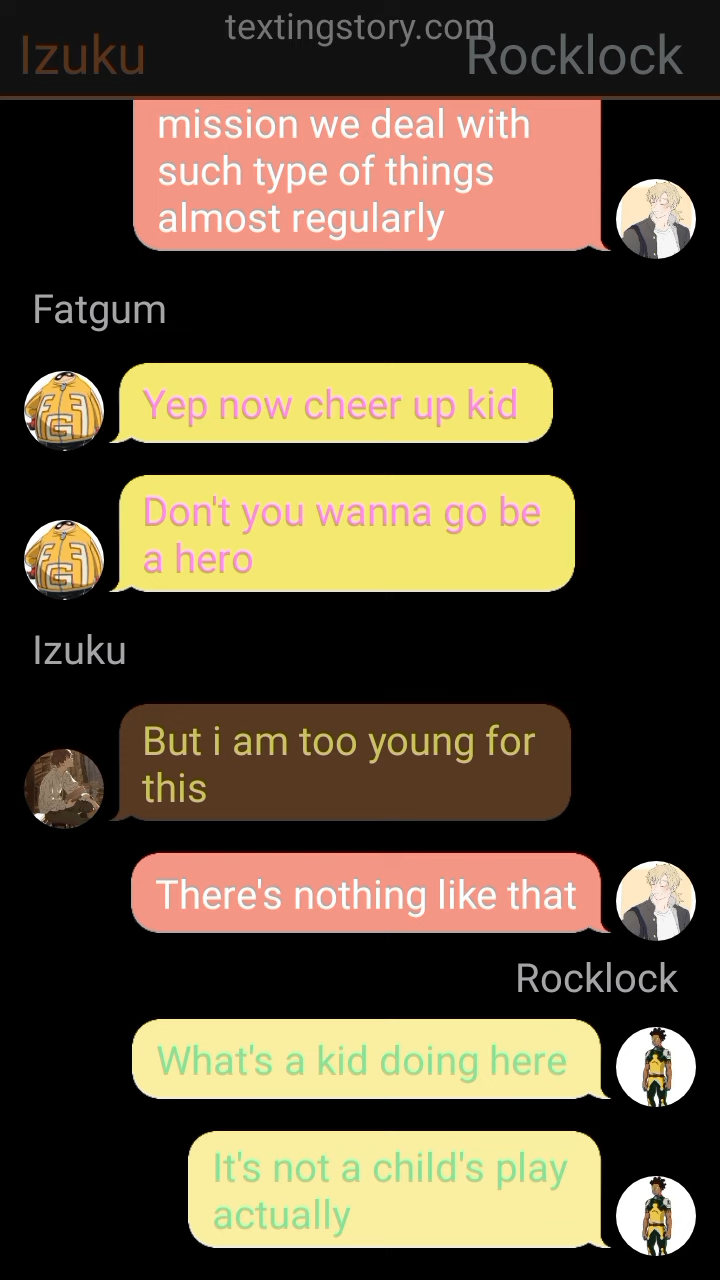 textingstory.com
Izuku
Rocklock
mission we deal with
such type of things
almost regularly
Fatgum
Yep now cheer up kid
Don't you wanna go be
a hero
Izuku
But i am too young for
this
There's nothing like that
Rocklock
What's a kid doing here
It's not a child's play
actually